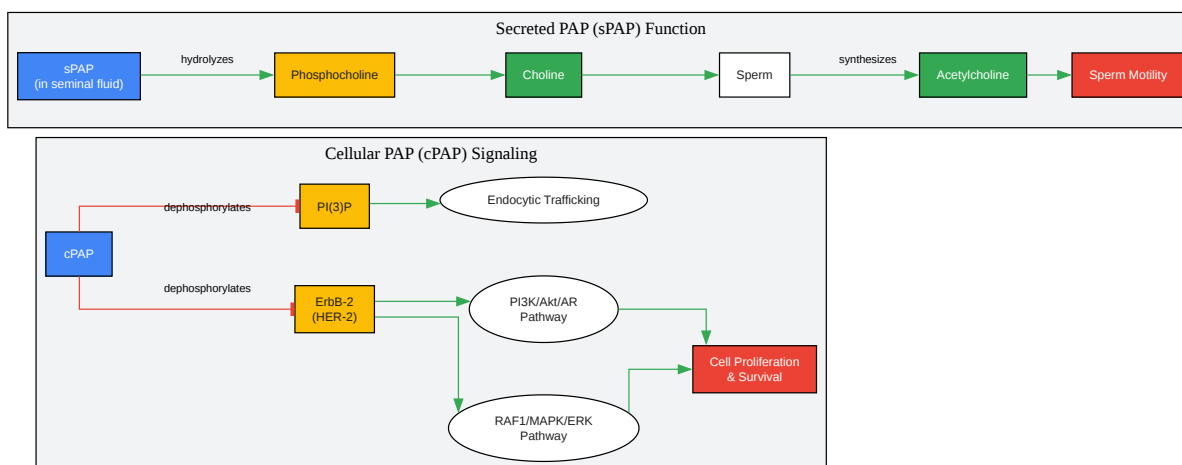 Secreted PAP (sPAP) Function
sPAP
(in seminal fluid)
hydrolyzes
Phosphocholine
Choline
Sperm
synthesizes
Acetylcholine
Sperm Motility
Cellular PAP (cPAP) Signaling
cPAP
dephosphorylates
PI(3)P
Endocytic Trafficking
dephosphorylates
ErbB-2
(HER-2)
PI3K/Akt/AR
Pathway
Cell Proliferation
& Survival
RAF1/MAPK/ERK
Pathway